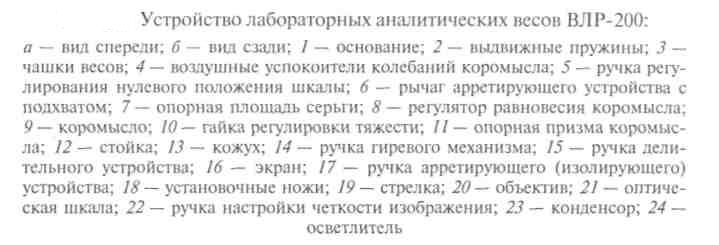 Устройство лабораторных аналитических весов ВЛР-200:
а — вид спереди; б — вид сзади; 1 — основание; 2 — выдвижные пружины; 3 —
чашки весов; 4 — воздушные успокоители колебаний коромысла; 5 — ручка регу-
лирования нулевого положения шкалы; 6 — рычаг арретирующего устройства с
подхватом; 7 — опорная площадь серьги; 8 — регулятор равновесия коромысла;
9 — коромысло; 10 — гайка регулировки тяжести; 11 — опорная призма коромыс-
ла; 12 — стойка; 13 — кожух; 14 — ручка гиревого механизма; 15 — ручка дели-
тельного устройства; 16 — экран; 17 — ручка арретирующего (изолирующего)
устройства; 18 — установочные ножи; 19 — стрелка; 20 — объектив; 21 — оптиче-
ская шкала; 22 — ручка настройки четкости изображения; 23 — конденсор; 24 —
осветлитель